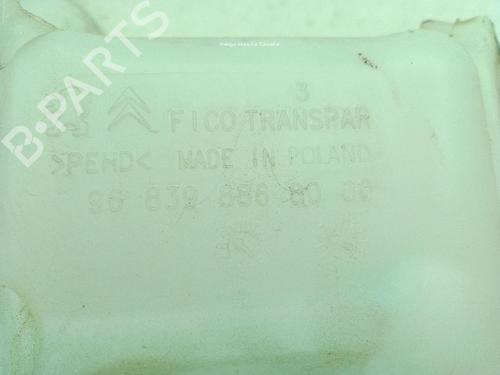 3
FICO TRANSPAR
>PEHD< MADE IN POLAND
96 839 886 80 00
B-PARTS